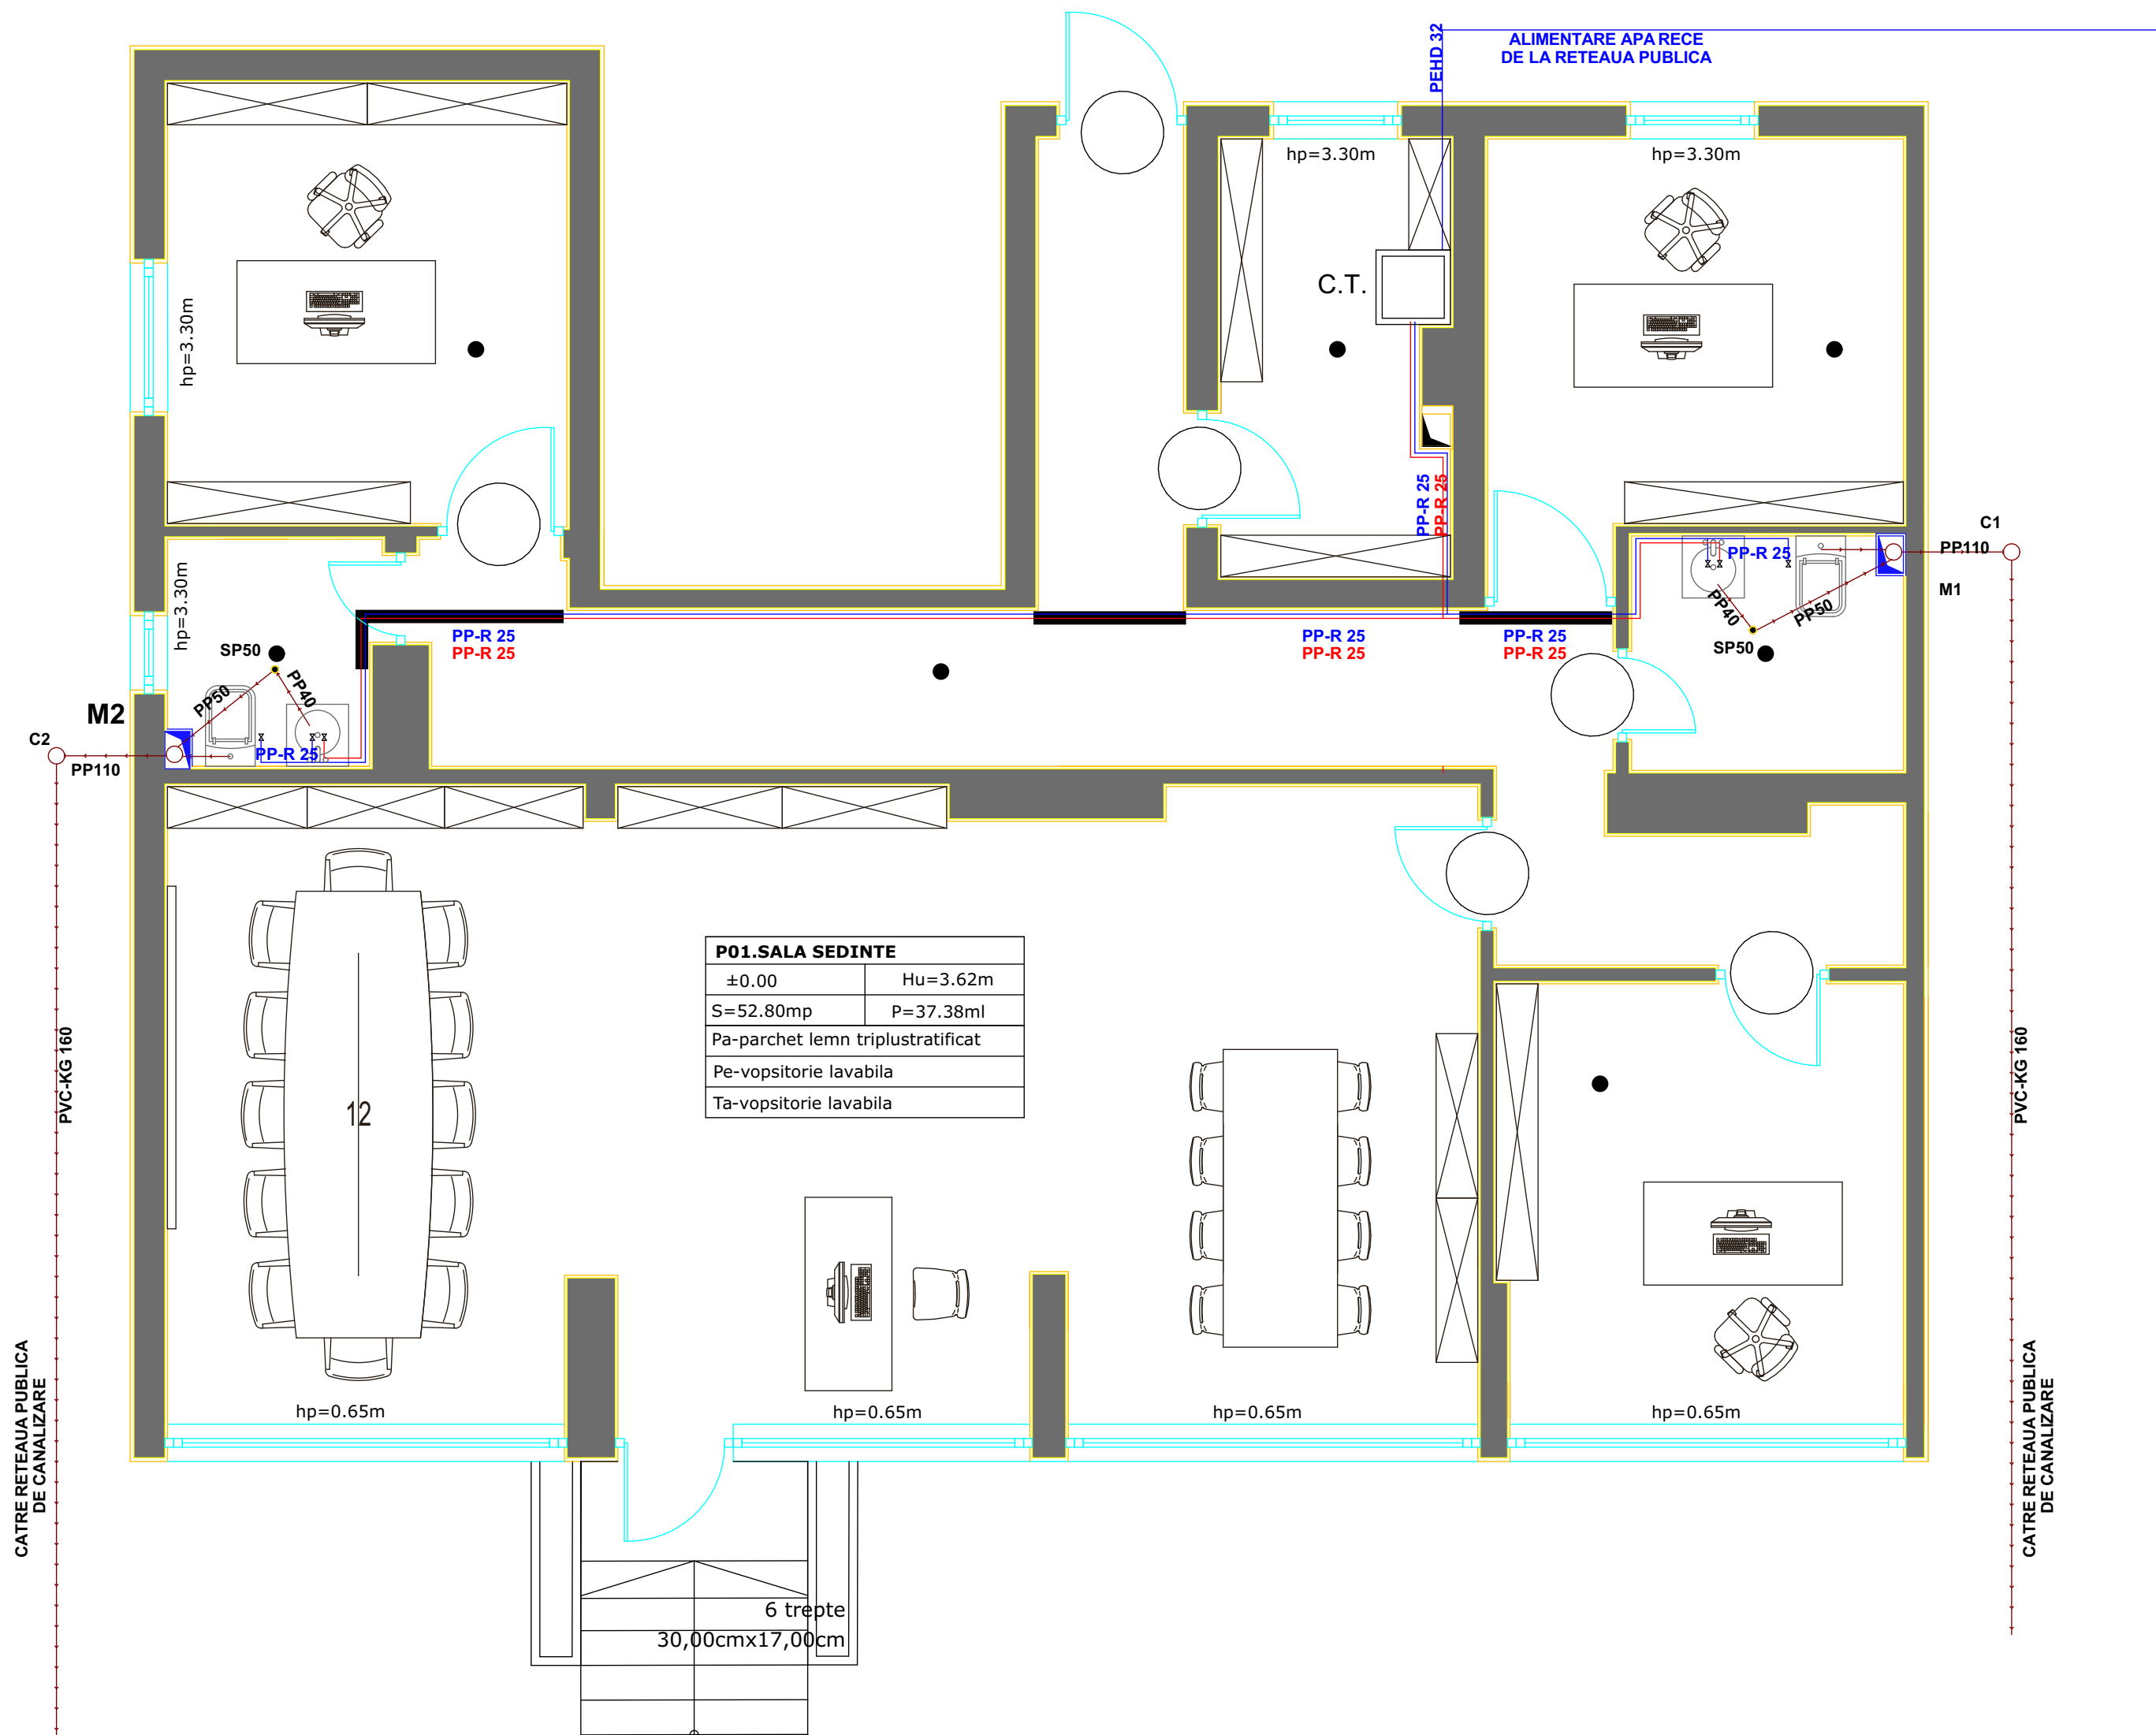 PEHD 32
ALIMENTARE APA RECE
DE LA RETEAUA PUBLICA
hp=3.30m
hp=3.30m
C.T.
hp=3.30m
PP-R 25
PP-R 25
C1
PP110
PP-R 25
M1
PP40
PP50
SP50
hp=3.30m
PP-R 25
PP-R 25
PP-R 25
PP-R 25
PP-R 25
PP-R 25
SP50
PP50
PP40
M2
C2
PP110
PP-R 25
P01.SALA SEDINTE
±0.00
Hu=3.62m
S=52.80mp
P=37.38ml
Pa-parchet lemn triplustratificat
Pe-vopsitorie lavabila
Ta-vopsitorie lavabila
12
PVC-KG 160
PVC-KG 160
CATRE RETEAUA PUBLICA
DE CANALIZARE
CATRE RETEAUA PUBLICA
DE CANALIZARE
hp=0.65m
hp=0.65m
hp=0.65m
hp=0.65m
6 trepte
30,00cmx17,00cm